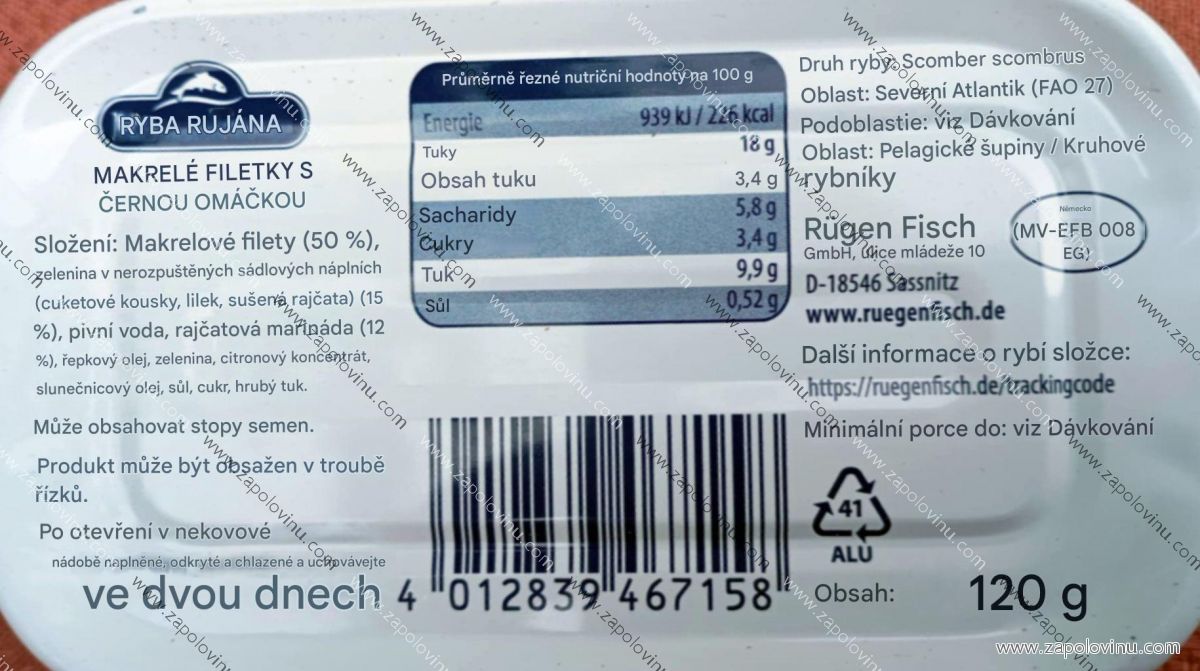 RYBA RUJÁNA
MAKRELÉ FILETKY S
ČERNOU OMÁČKOU
Složení: Makrelové filety (50 %),
zelenina v nerozpuštěných sádlových náplních
(cuketové kousky, lilek, sušená rajčata) (15
%), pivní voda, rajčatová mařináda (12
%), řepkový olej, zelenina, citronový koncentrát,
slunečnicový olej, sůl, cukr, hrubý tuk.
Může obsahovat stopy semen.
Produkt může být obsažen v troubě
řízků.
Po otevření v nekovové
nádobě naplněné, odkryté a chlazené a uchovávejte
ve dvou dnech
Průměrně řezné nutriční hodnoty na 100 g
Energie 939 kJ / 226 kcal
Tuky 18 g
Obsah tuku 3,4 g
Sacharidy 5,8 g
Cukry 3,4 g
Tuk 9,9 g
Sůl 0,52 g
4 012839 467158
Druh ryby: Scomber scombrus
Oblast: Severní Atlantik (FAO 27)
Podoblastie: viz Dávkování
Oblast: Pelagické šupiny / Kruhové
rybníky
Rügen Fisch
GmbH, ulice mládeže 10
D-18546 Sassnitz
www.ruegenfisch.de
Německo
(MV-EFB 008
EG)
Další informace o rybí složce:
https://ruegenfisch.de/trackingcode
Minimální porce do: viz Dávkování
41
ALU
Obsah: 120 g
www.zapolovinu.com